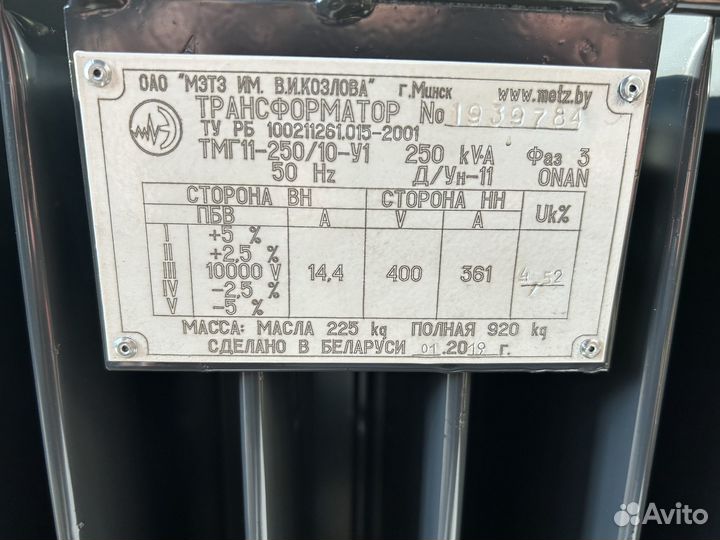 ОАО "МЭТЗ ИМ. В.И.КОЗЛОВА" г.Минск www.metz.by
ТРАНСФОРМАТОР No 1939784
ТУ РБ 100211261.015-2001
ТМГ11-250/10-У1 250 kV·A Фаз 3
50 Hz Д/Ун-11 ONAN
СТОРОНА ВН СТОРОНА НН Uk%
ПБВ А V А
I +5 %
II +2,5 %
III 10000 V 14,4 400 361 4,52
IV -2,5 %
V -5 %
МАССА: МАСЛА 225 kg ПОЛНАЯ 920 kg
СДЕЛАНО В БЕЛАРУСИ 01.2019 г.
Avito